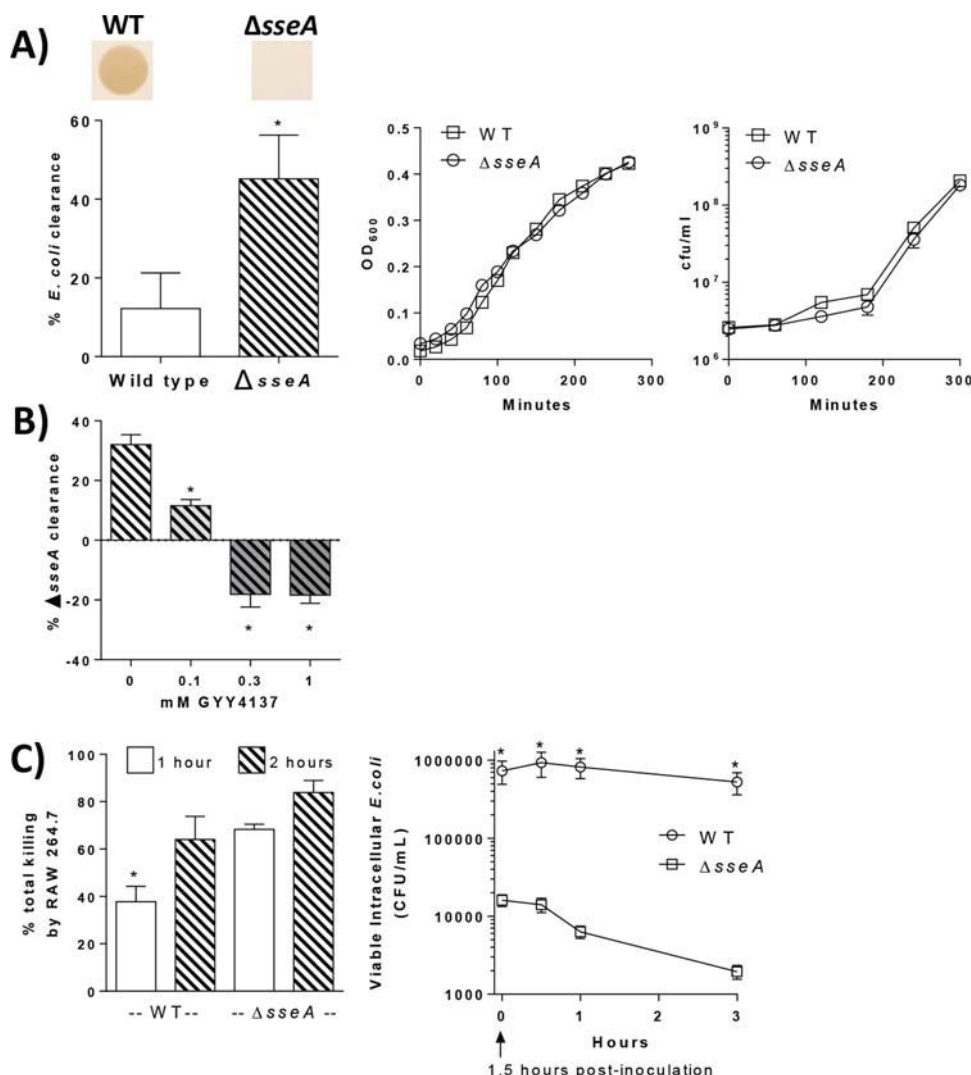 A)
WT
ΔsseA
% E. coli clearance
60
40
20
0
*
Wild type
ΔsseA
OD600
0.5
0.4
0.3
0.2
0.1
0.0
WT
ΔsseA
0
100
200
300
Minutes
cfu/ml
10^9
10^8
10^7
10^6
WT
ΔsseA
0
100
200
300
Minutes
B)
% ▲sseA clearance
40
20
0
-20
-40
*
*
*
0
0.1
0.3
1
mM GYY4137
C)
% total killing
by RAW 264.7
100
80
60
40
20
0
1 hour
2 hours
*
-- WT--
-- ΔsseA --
Viable Intracellular E.coli
(CFU/mL)
1000000
100000
10000
1000
*
*
*
*
WT
ΔsseA
0
1
2
3
Hours
1.5 hours post-inoculation